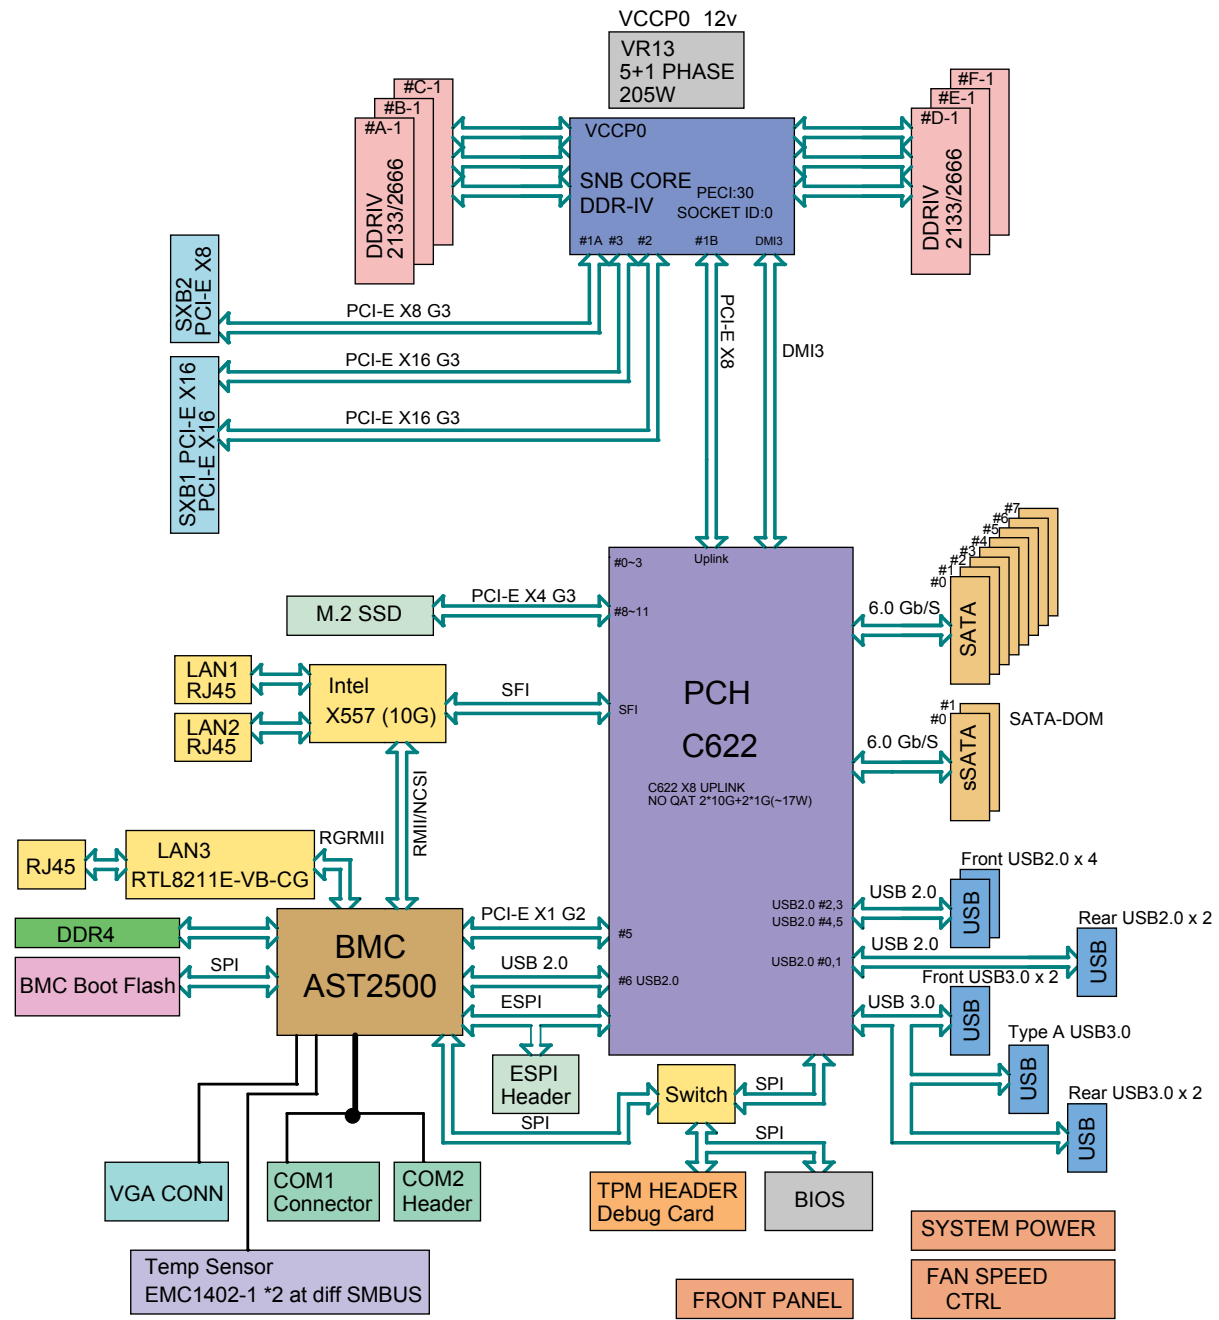 VCCP0 12v
VR13
5+1 PHASE
205W
#C-1
#B-1
#A-1
DDRIV
2133/2666
#F-1
#E-1
#D-1
DDRIV
2133/2666
VCCP0
SNB CORE
DDR-IV
PECI:30
SOCKET ID:0
#1A
#3
#2
#1B
DMI3
SXB2
PCI-E X8
PCI-E X8 G3
SXB1 PCI-E X16
PCI-E X16
PCI-E X16 G3
PCI-E X16 G3
PCI-E X8
DMI3
#0~3
Uplink
#8~11
M.2 SSD
PCI-E X4 G3
LAN1
RJ45
LAN2
RJ45
Intel
X557 (10G)
SFI
SFI
PCH
C622
C622 X8 UPLINK
NO QAT 2*10G+2*1G(~17W)
6.0 Gb/S
#7
#6
#5
#4
#3
#2
#1
#0
SATA
6.0 Gb/S
#1
#0
sSATA
SATA-DOM
RMII/NCSI
RGRMII
RJ45
LAN3
RTL8211E-VB-CG
DDR4
BMC Boot Flash
SPI
BMC
AST2500
PCI-E X1 G2
#5
USB 2.0
#6 USB2.0
ESPI
ESPI
Header
USB2.0 #2,3
USB2.0 #4,5
USB 2.0
Front USB2.0 x 4
USB
USB2.0 #0,1
USB 2.0
Rear USB2.0 x 2
USB
USB 3.0
Front USB3.0 x 2
USB
Type A USB3.0
USB
Rear USB3.0 x 2
USB
Switch
SPI
SPI
SPI
TPM HEADER
Debug Card
BIOS
VGA CONN
COM1
Connector
COM2
Header
Temp Sensor
EMC1402-1 *2 at diff SMBUS
FRONT PANEL
SYSTEM POWER
FAN SPEED
CTRL